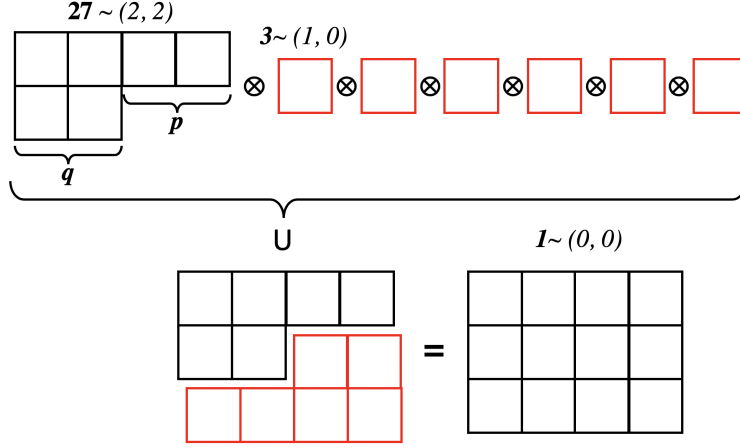 27 ~ (2, 2)
3~ (1, 0)
⊗ ⊗ ⊗ ⊗ ⊗ ⊗
p
q
∪
1~ (0, 0)
=